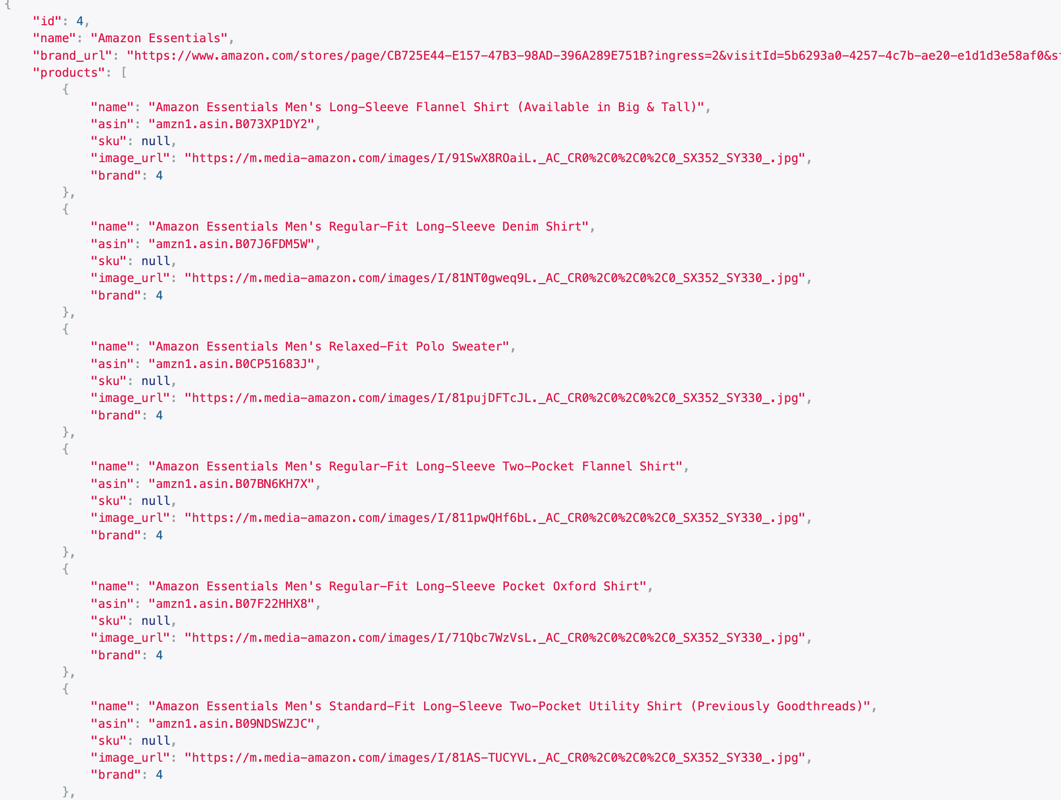 {
"id": 4,
"name": "Amazon Essentials",
"brand_url": "https://www.amazon.com/stores/page/CB725E44-E157-47B3-98AD-396A289E751B?ingress=2&visitId=5b6293a0-4257-4c7b-ae20-e1d1d3e58af0&s
"products": [
{
"name": "Amazon Essentials Men's Long-Sleeve Flannel Shirt (Available in Big & Tall)",
"asin": "amzn1.asin.B073XP1DY2",
"sku": null,
"image_url": "https://m.media-amazon.com/images/I/91SwX8ROaiL._AC_CR0%2C0%2C0%2C0_SX352_SY330_.jpg",
"brand": 4
},
{
"name": "Amazon Essentials Men's Regular-Fit Long-Sleeve Denim Shirt",
"asin": "amzn1.asin.B07J6FDM5W",
"sku": null,
"image_url": "https://m.media-amazon.com/images/I/81NT0gweq9L._AC_CR0%2C0%2C0%2C0_SX352_SY330_.jpg",
"brand": 4
},
{
"name": "Amazon Essentials Men's Relaxed-Fit Polo Sweater",
"asin": "amzn1.asin.B0CP51683J",
"sku": null,
"image_url": "https://m.media-amazon.com/images/I/81pujDFTcJL._AC_CR0%2C0%2C0%2C0_SX352_SY330_.jpg",
"brand": 4
},
{
"name": "Amazon Essentials Men's Regular-Fit Long-Sleeve Two-Pocket Flannel Shirt",
"asin": "amzn1.asin.B07BN6KH7X",
"sku": null,
"image_url": "https://m.media-amazon.com/images/I/811pwQHf6bL._AC_CR0%2C0%2C0%2C0_SX352_SY330_.jpg",
"brand": 4
},
{
"name": "Amazon Essentials Men's Regular-Fit Long-Sleeve Pocket Oxford Shirt",
"asin": "amzn1.asin.B07F22HHX8",
"sku": null,
"image_url": "https://m.media-amazon.com/images/I/71Qbc7WzVsL._AC_CR0%2C0%2C0%2C0_SX352_SY330_.jpg",
"brand": 4
},
{
"name": "Amazon Essentials Men's Standard-Fit Long-Sleeve Two-Pocket Utility Shirt (Previously Goodthreads)",
"asin": "amzn1.asin.B09NDSWZJC",
"sku": null,
"image_url": "https://m.media-amazon.com/images/I/81AS-TUCYVL._AC_CR0%2C0%2C0%2C0_SX352_SY330_.jpg",
"brand": 4
},